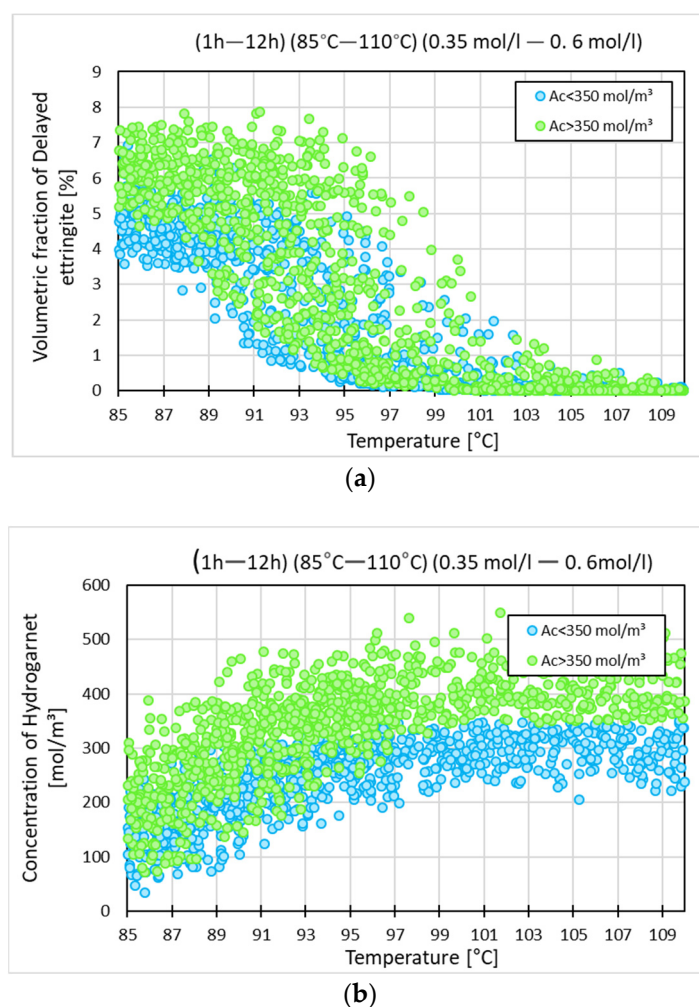 (1h—12h) (85°C—110°C) (0.35 mol/l — 0. 6 mol/l)
9
8
7
6
5
4
3
2
1
0
Volumetric fraction of Delayed
ettringite [%]
Ac<350 mol/m³
Ac>350 mol/m³
85 87 89 91 93 95 97 99 101 103 105 107 109
Temperature [°C]
(a)
(1h—12h) (85°C—110°C) (0.35 mol/l — 0. 6mol/l)
600
500
400
300
200
100
0
Concentration of Hydrogarnet
[mol/m³]
Ac<350 mol/m³
Ac>350 mol/m³
85 87 89 91 93 95 97 99 101 103 105 107 109
Temperature [°C]
(b)